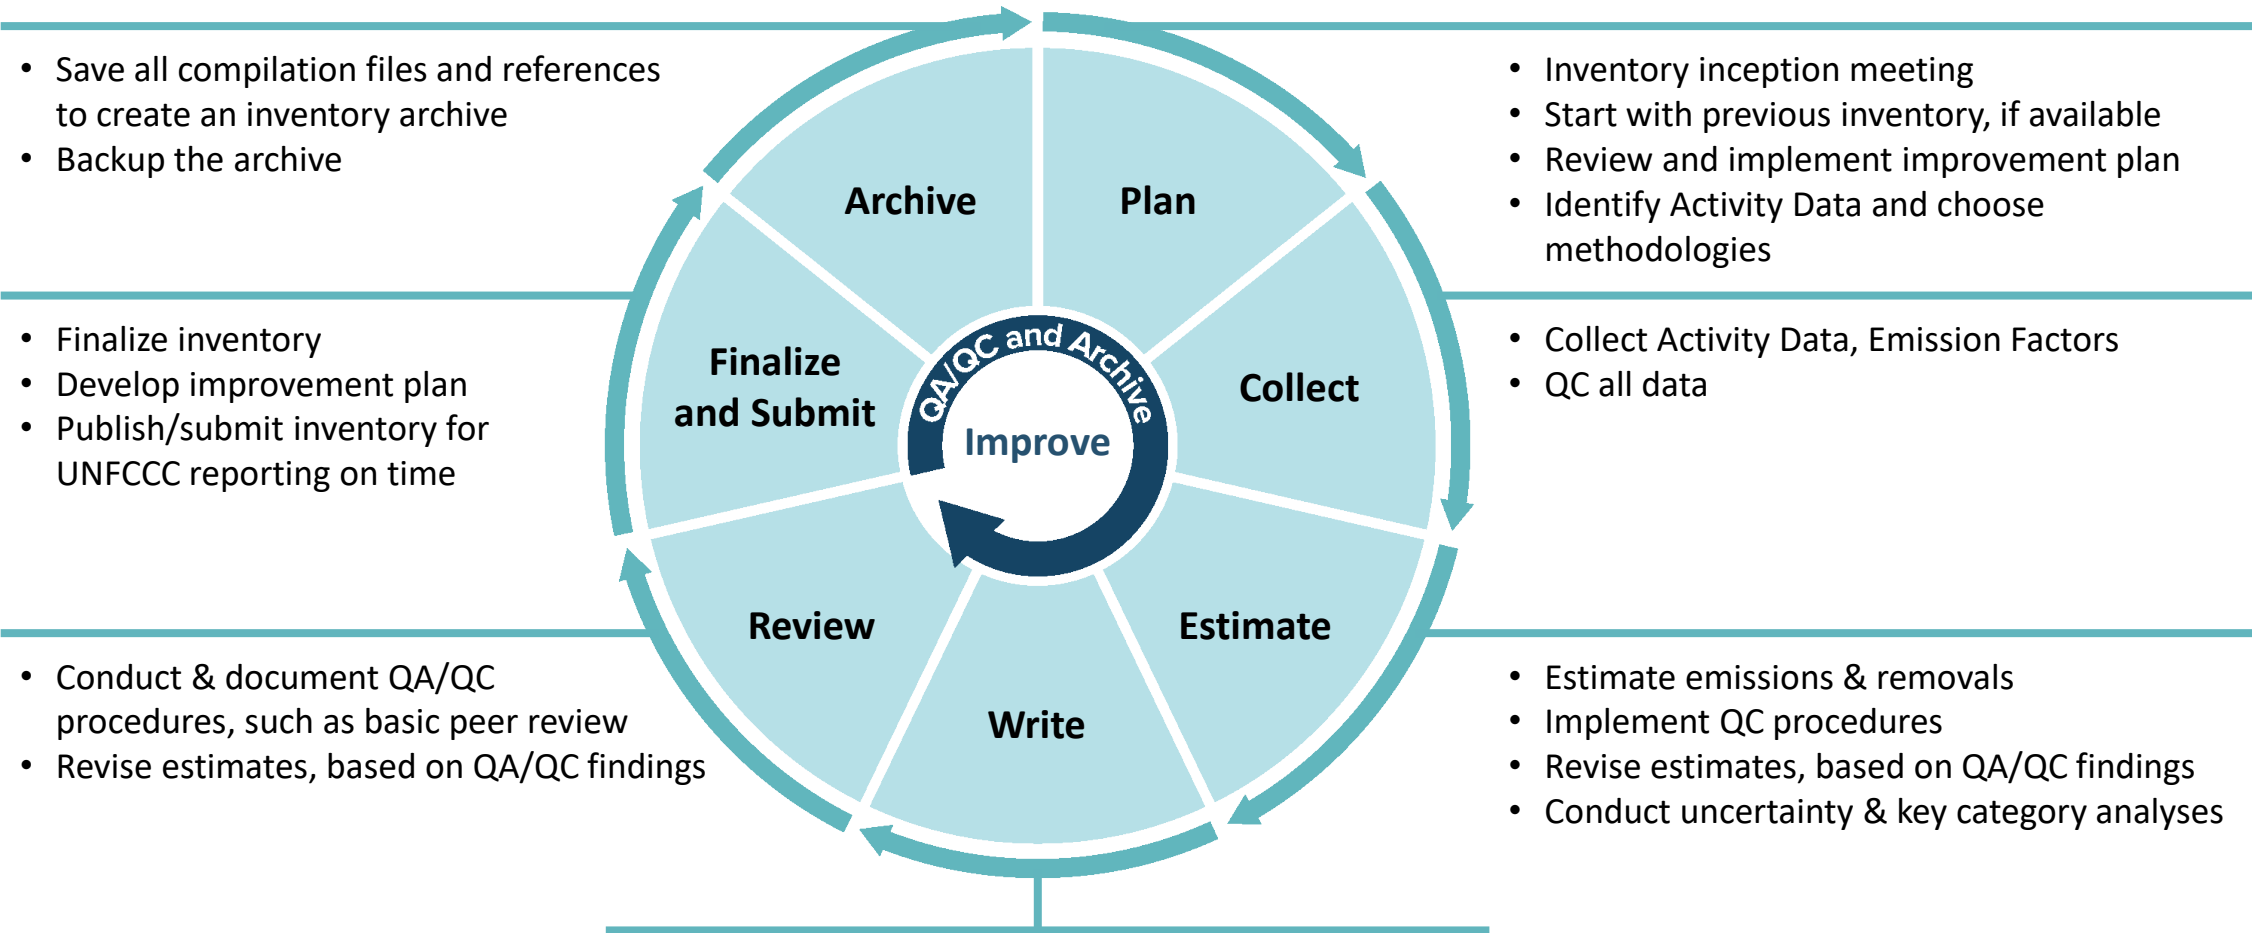 • Save all compilation files and references
to create an inventory archive
• Backup the archive
• Inventory inception meeting
• Start with previous inventory, if available
• Review and implement improvement plan
• Identify Activity Data and choose
methodologies
Archive
Plan
• Finalize inventory
• Develop improvement plan
• Publish/submit inventory for
UNFCCC reporting on time
Finalize
and Submit
QA/QC and Archive
Improve
Collect
• Collect Activity Data, Emission Factors
• QC all data
• Conduct & document QA/QC
procedures, such as basic peer review
• Revise estimates, based on QA/QC findings
Review
Write
Estimate
• Estimate emissions & removals
• Implement QC procedures
• Revise estimates, based on QA/QC findings
• Conduct uncertainty & key category analyses